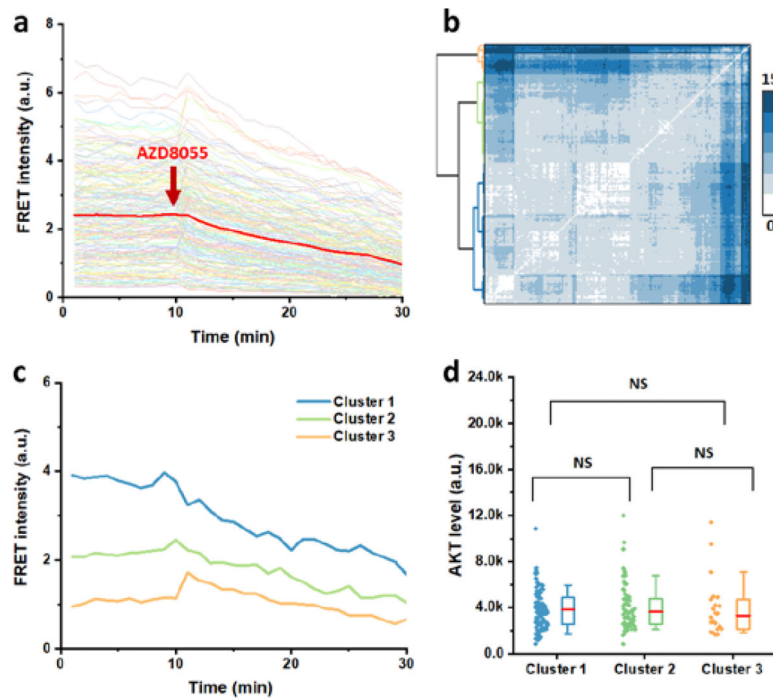 a
FRET intensity (a.u.)
8
6
4
2
0
AZD8055
0
10
20
30
Time (min)
b
15
0
c
FRET intensity (a.u.)
6
4
2
0
Cluster 1
Cluster 2
Cluster 3
0
10
20
30
Time (min)
d
AKT level (a.u.)
24.0k
20.0k
16.0k
12.0k
8.0k
4.0k
0.0
NS
NS
NS
Cluster 1
Cluster 2
Cluster 3